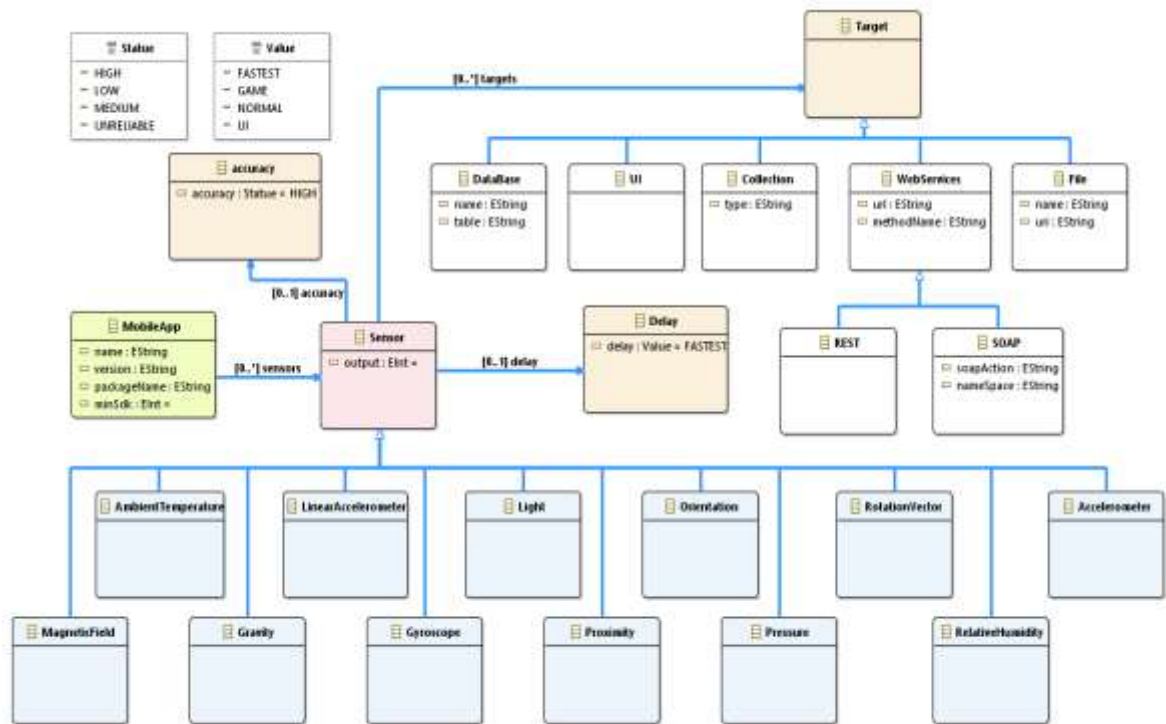 Target
Statue
HIGH
LOW
MEDIUM
UNRELIABLE
Value
FASTEST
GAME
NORMAL
UI
[0..*] targets
accuracy
accuracy : Statue = HIGH
DataBase
name : EString
table : EString
UI
Collection
type : EString
WebServices
url : EString
methodName : EString
File
name : EString
uri : EString
[0..1] accuracy
MobileApp
name : EString
version : EString
packageName : EString
minSdk : EInt =
[0..*] sensors
Sensor
output : EInt =
[0..1] delay
Delay
delay : Value = FASTEST
REST
SOAP
soapAction : EString
nameSpace : EString
AmbientTemperature
LinearAccelerometer
Light
Orientation
RotationVector
Accelerometer
MagneticField
Gravity
Gyroscope
Proximity
Pressure
RelativeHumidity